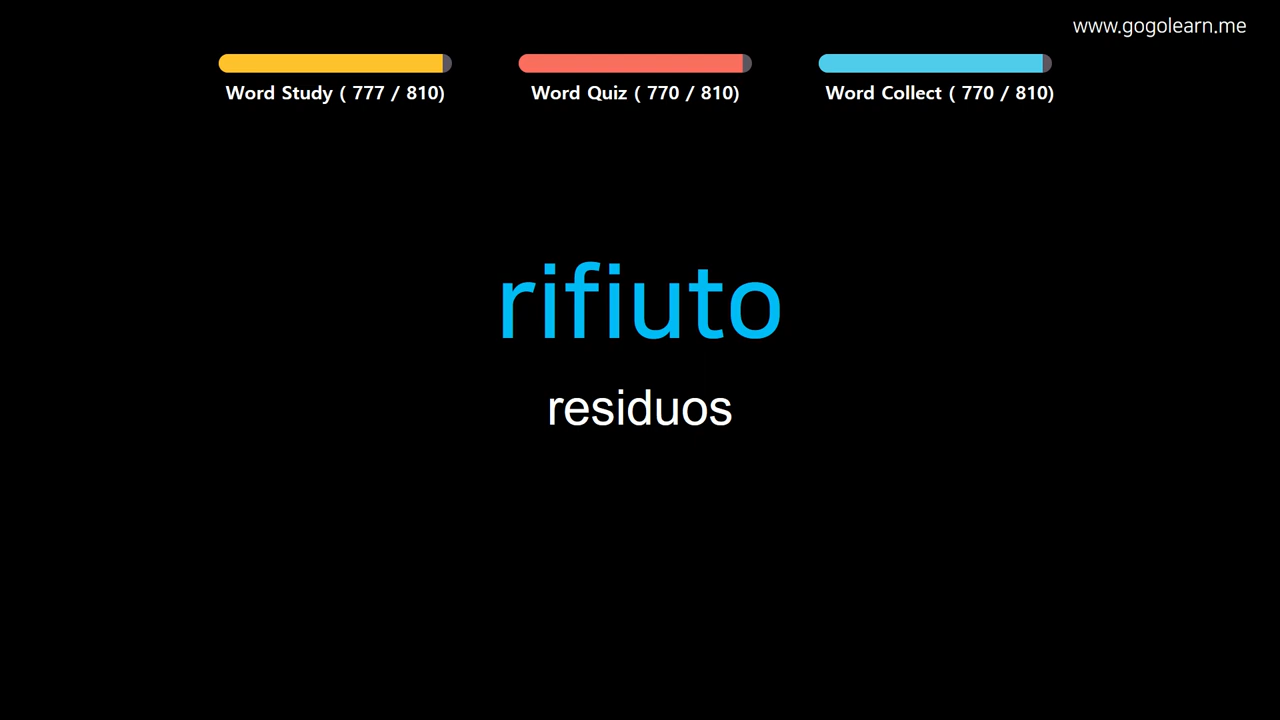 www.gogolearn.me
Word Study ( 777 / 810)
Word Quiz ( 770 / 810)
Word Collect ( 770 / 810)
rifiuto
residuos